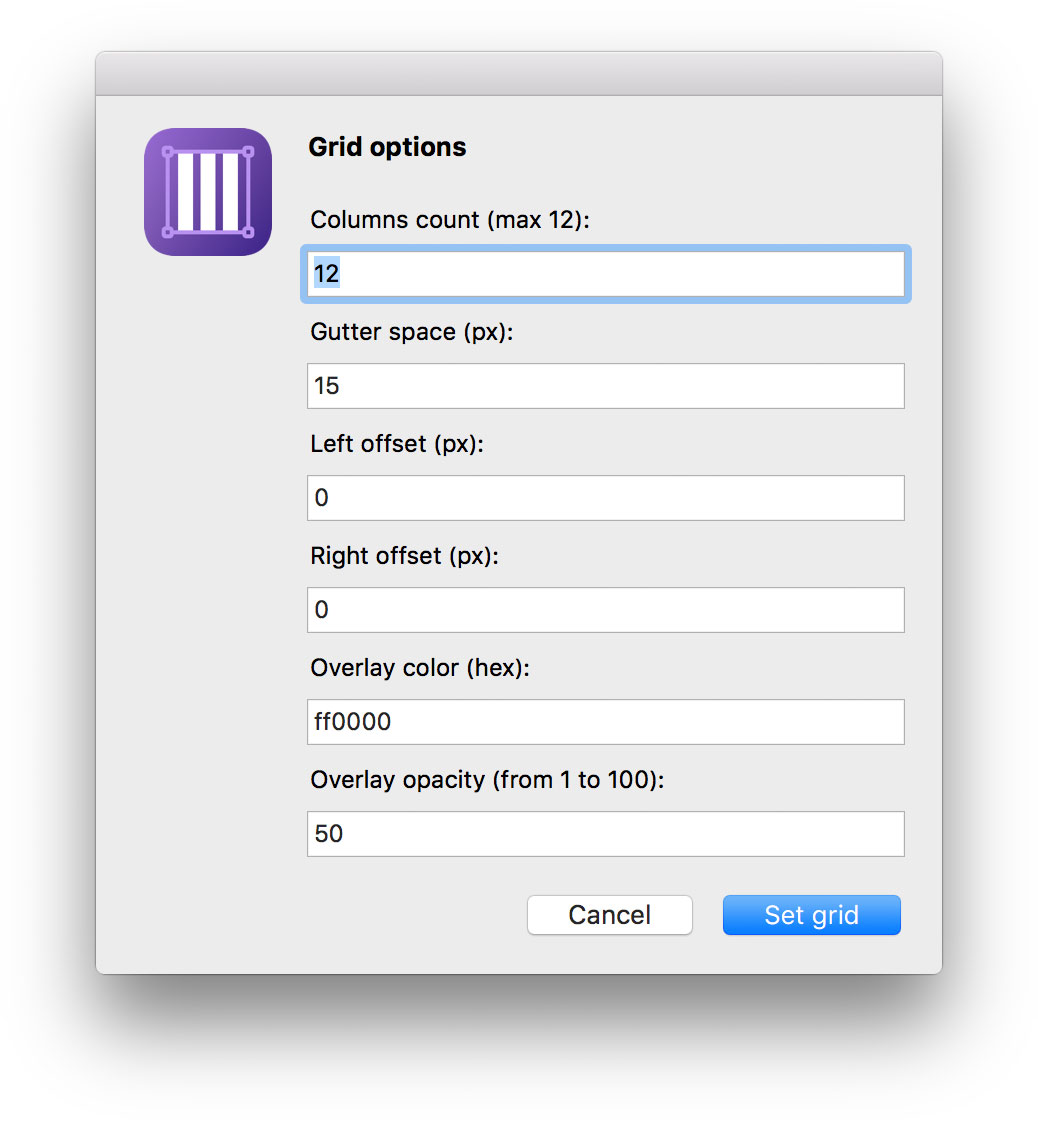 Grid options
Columns count (max 12):
12
Gutter space (px):
15
Left offset (px):
0
Right offset (px):
0
Overlay color (hex):
ff0000
Overlay opacity (from 1 to 100):
50
Cancel
Set grid